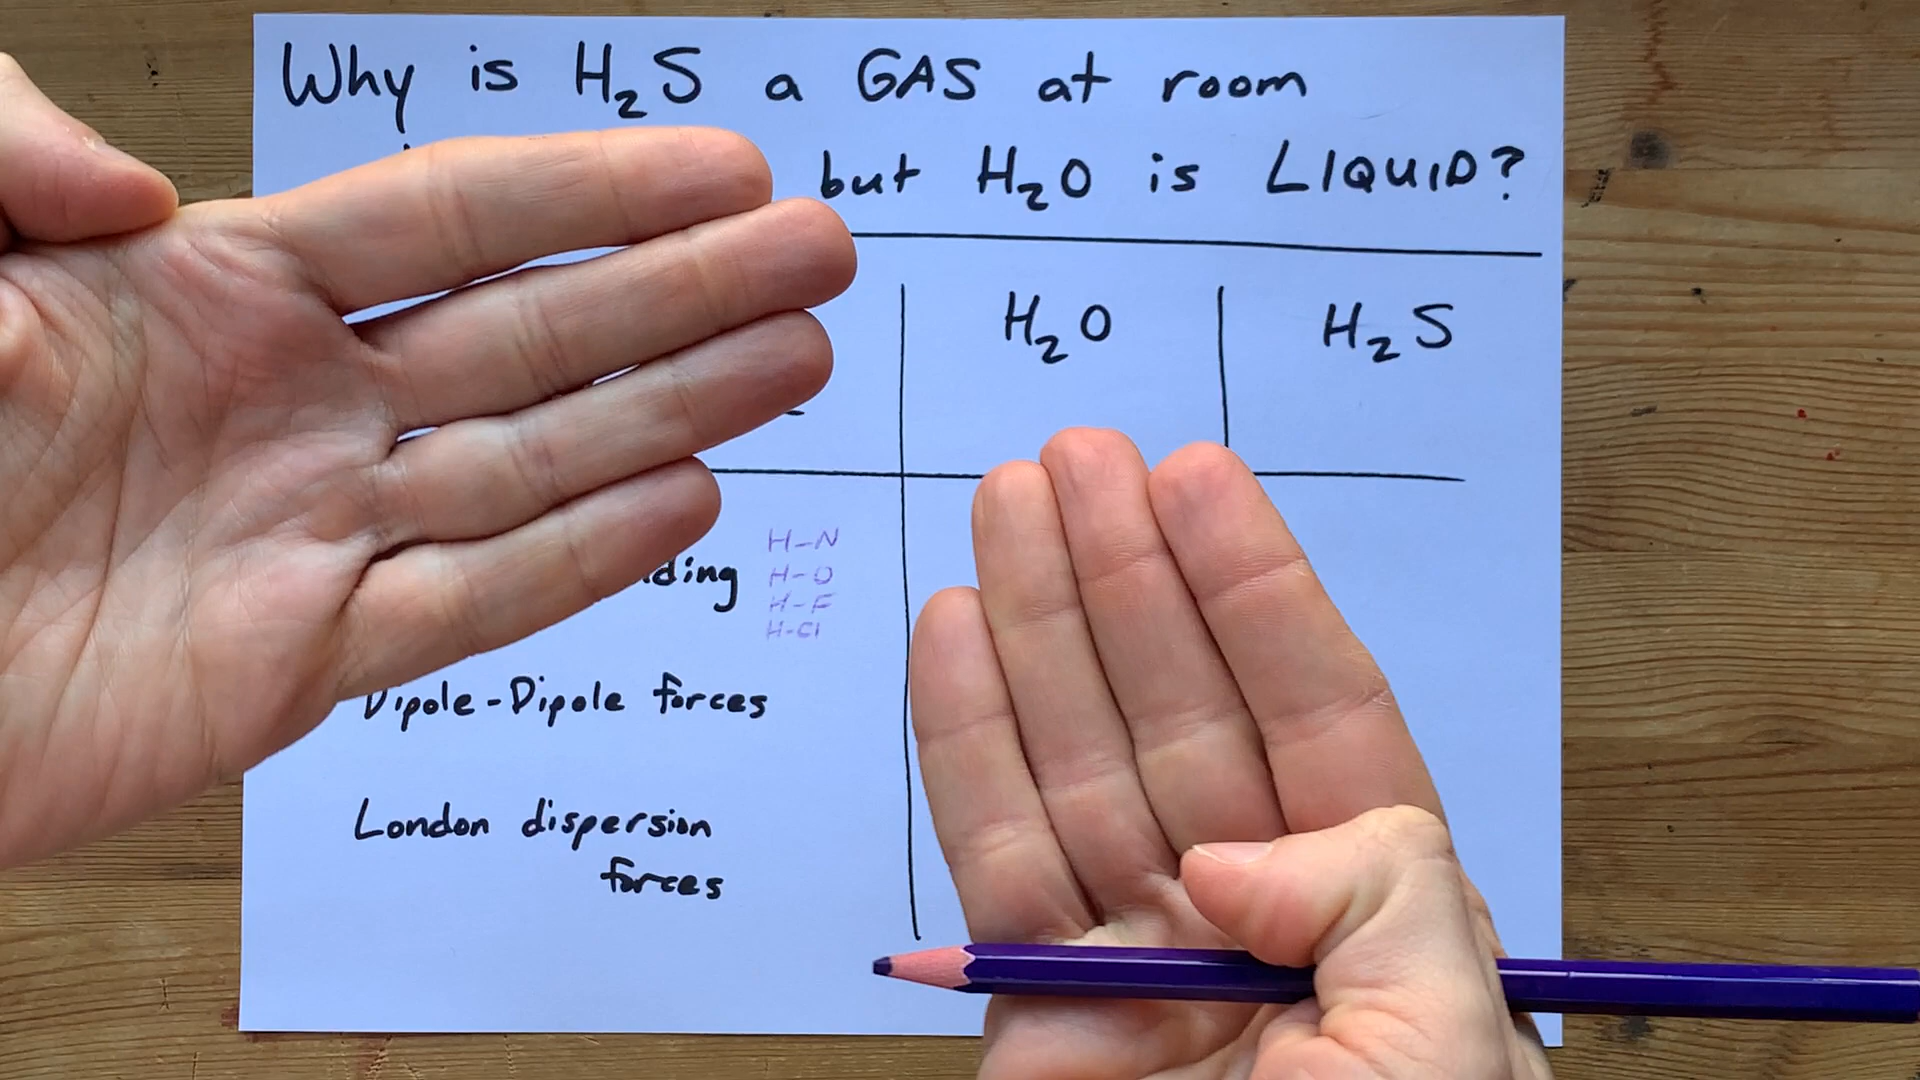 Why is H₂S a GAS at room
but H₂O is LIQUID?
H₂O H₂S
H-N
ding H-O
H-F
H-Cl
Dipole-Dipole forces
London dispersion
forces